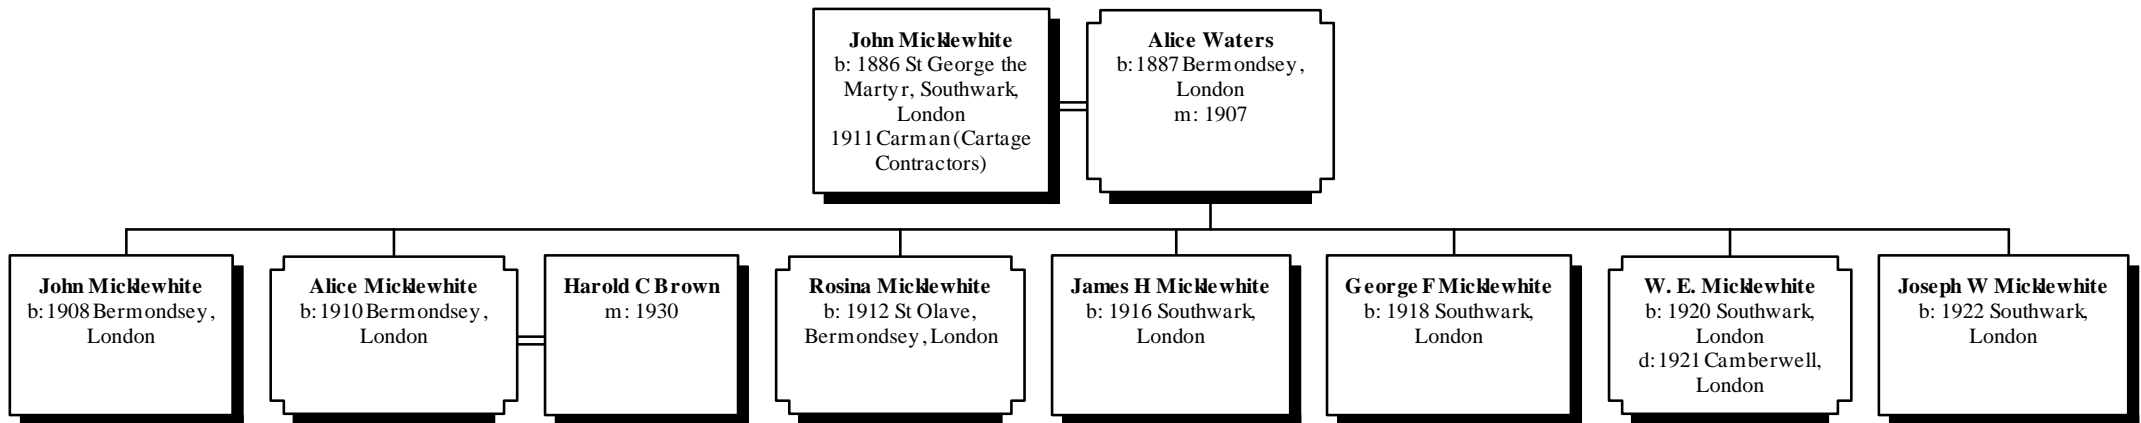 John Micklewhite
b: 1886 St George the
Martyr, Southwark,
London
1911 Carman (Cartage
Contractors)
Alice Waters
b: 1887 Bermondsey,
London
m: 1907
John Micklewhite
b: 1908 Bermondsey,
London
Alice Micklewhite
b: 1910 Bermondsey,
London
Harold C Brown
m: 1930
Rosina Micklewhite
b: 1912 St Olave,
Bermondsey, London
James H Micklewhite
b: 1916 Southwark,
London
George F Micklewhite
b: 1918 Southwark,
London
W. E. Micklewhite
b: 1920 Southwark,
London
d: 1921 Camberwell,
London
Joseph W Micklewhite
b: 1922 Southwark,
London